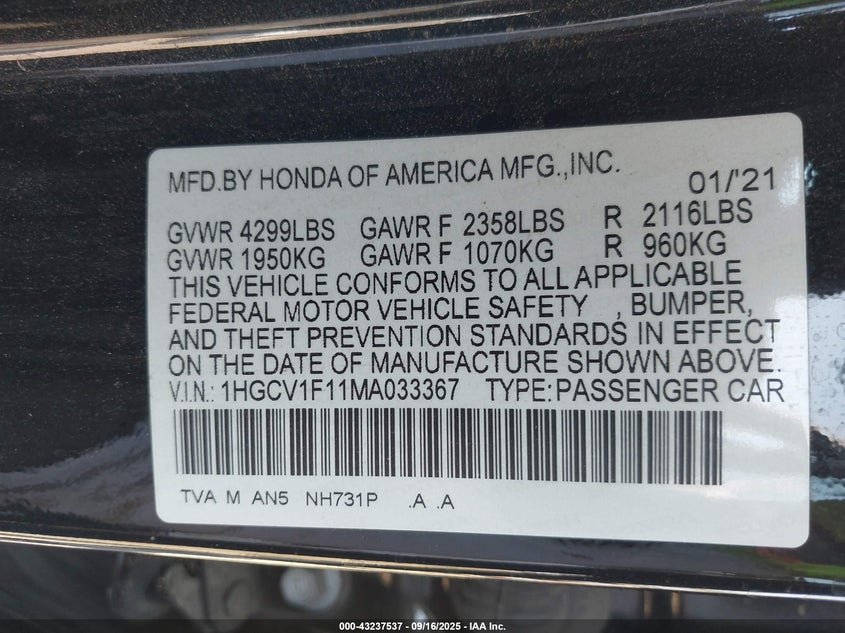 MFD.BY HONDA OF AMERICA MFG.,INC. 01/'21
GVWR 4299LBS GAWR F 2358LBS R 2116LBS
GVWR 1950KG GAWR F 1070KG R 960KG
THIS VEHICLE CONFORMS TO ALL APPLICABLE
FEDERAL MOTOR VEHICLE SAFETY , BUMPER,
AND THEFT PREVENTION STANDARDS IN EFFECT
ON THE DATE OF MANUFACTURE SHOWN ABOVE.
V.I.N.: 1HGCV1F11MA033367 TYPE:PASSENGER CAR
TVA M AN5 NH731P .A .A
000-43237537 - 09/16/2025 - IAA Inc.